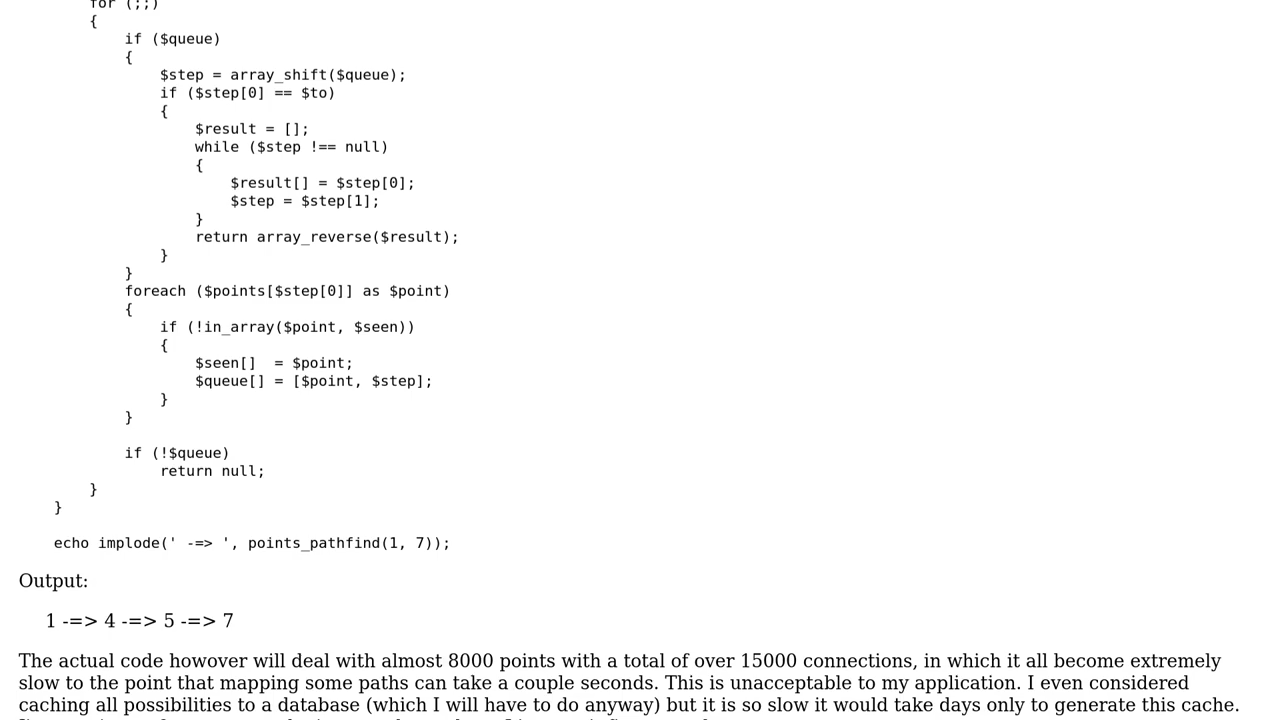 for (;;)
{
if ($queue)
{
$step = array_shift($queue);
if ($step[0] == $to)
{
$result = [];
while ($step !== null)
{
$result[] = $step[0];
$step = $step[1];
}
return array_reverse($result);
}
}
foreach ($points[$step[0]] as $point)
{
if (!in_array($point, $seen))
{
$seen[]  = $point;
$queue[] = [$point, $step];
}
}
if (!$queue)
return null;
}
}
echo implode(' -=> ', points_pathfind(1, 7));
Output:
1 -=> 4 -=> 5 -=> 7
The actual code howover will deal with almost 8000 points with a total of over 15000 connections, in which it all become extremely
slow to the point that mapping some paths can take a couple seconds. This is unacceptable to my application. I even considered
caching all possibilities to a database (which I will have to do anyway) but it is so slow it would take days only to generate this cache.